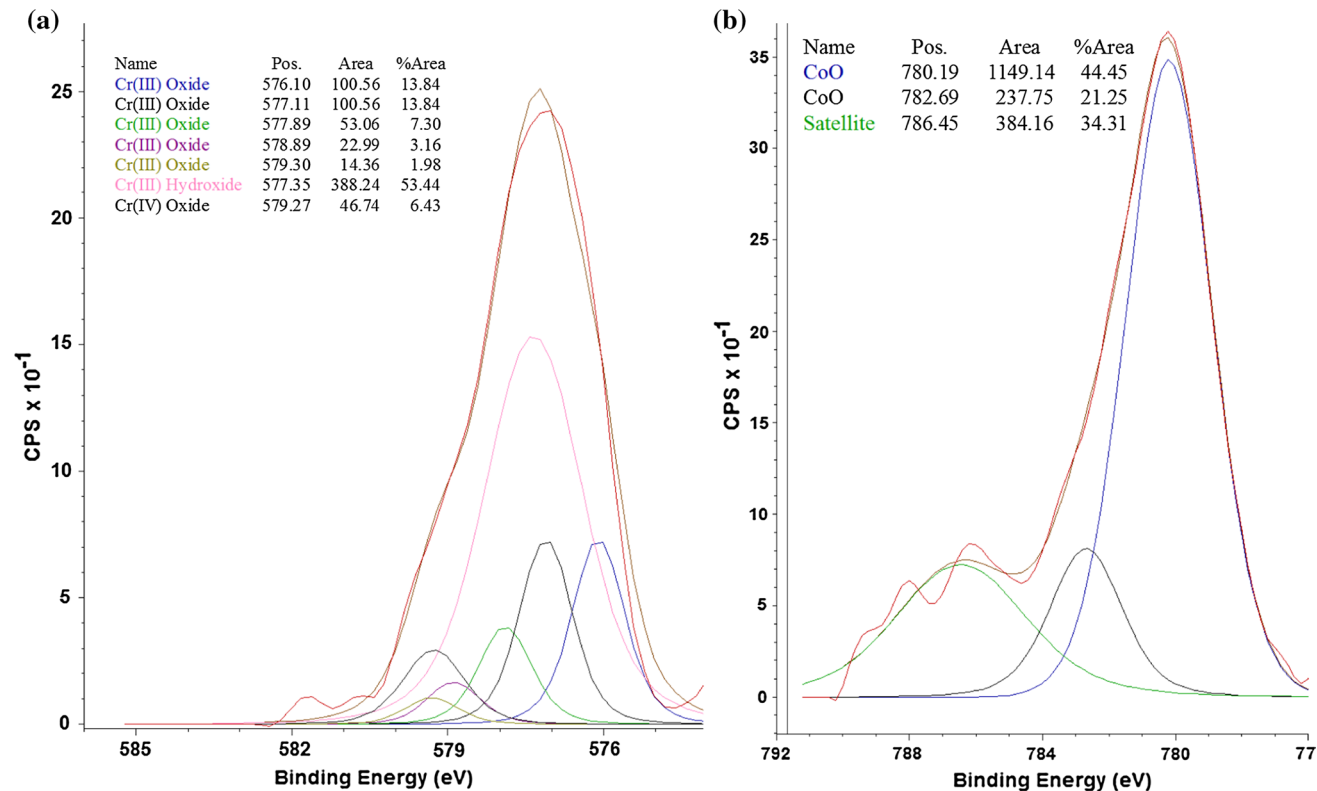 (a)
Name Pos. Area %Area
Cr(III) Oxide 576.10 100.56 13.84
Cr(III) Oxide 577.11 100.56 13.84
Cr(III) Oxide 577.89 53.06 7.30
Cr(III) Oxide 578.89 22.99 3.16
Cr(III) Oxide 579.30 14.36 1.98
Cr(III) Hydroxide 577.35 388.24 53.44
Cr(IV) Oxide 579.27 46.74 6.43
25
20
15
10
5
0
CPS x 10-1
585 582 579 576
Binding Energy (eV)
(b)
Name Pos. Area %Area
CoO 780.19 1149.14 44.45
CoO 782.69 237.75 21.25
Satellite 786.45 384.16 34.31
35
30
35
20
15
10
5
0
CPS x 10-1
792 788 784 780 77
Binding Energy (eV)